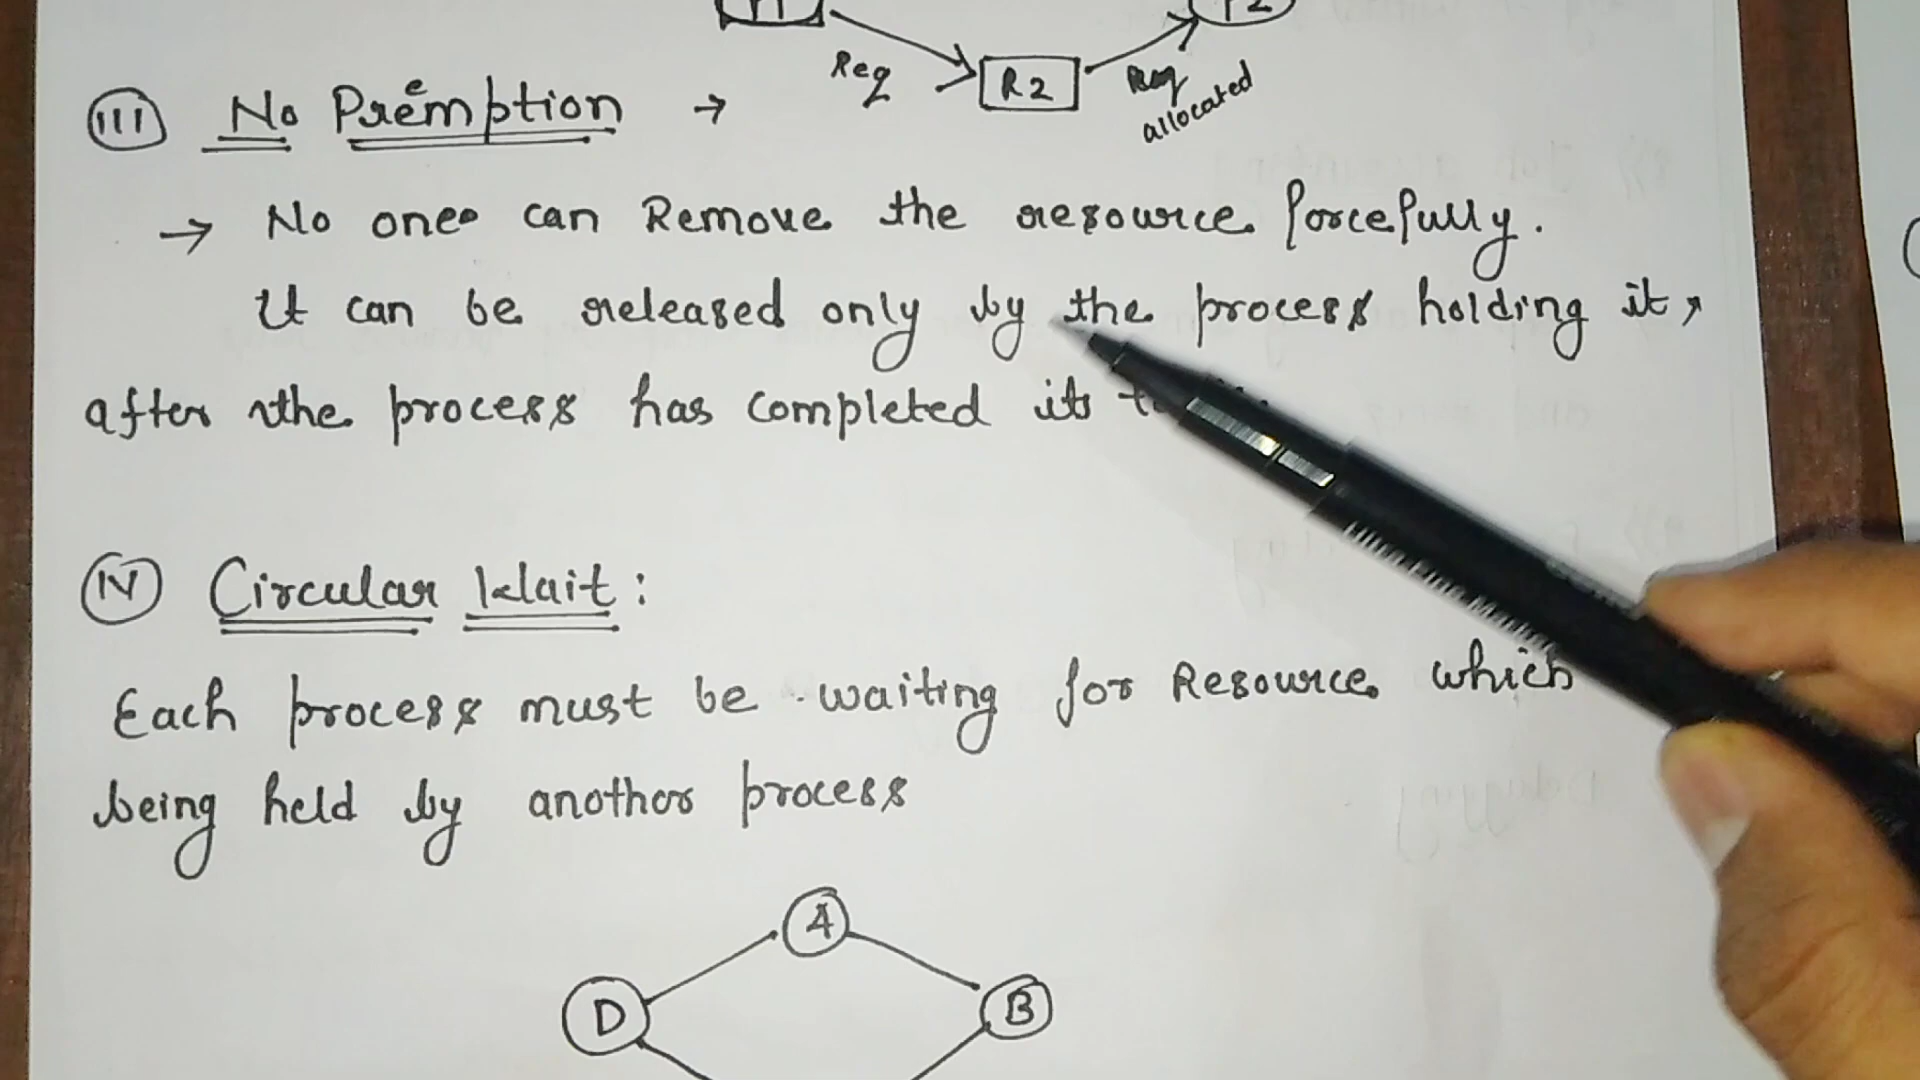 Req
R2
allocated
III No Preemption →
→ No one can Remove the resource forcefully.
It can be released only by the process holding it,
after the process has completed its
IV Circular Wait:
Each process must be waiting for Resource which
being held by another process
A
D
B